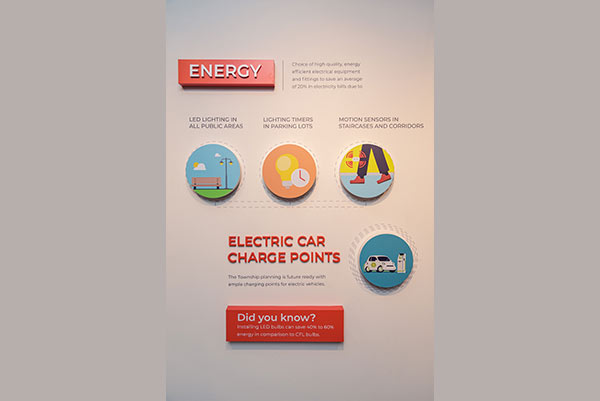 ENERGY
Choice of high quality, energy
efficient electrical equipment
and fittings to save an average
of 20% in electricity bills due to
LED LIGHTING IN
ALL PUBLIC AREAS
LIGHTING TIMERS
IN PARKING LOTS
MOTION SENSORS IN
STAIRCASES AND CORRIDORS
ELECTRIC CAR
CHARGE POINTS
The Township planning is future ready with
ample charging points for electric vehicles.
Did you know?
Installing LED bulbs can save 40% to 60%
energy in comparison to CFL bulbs.